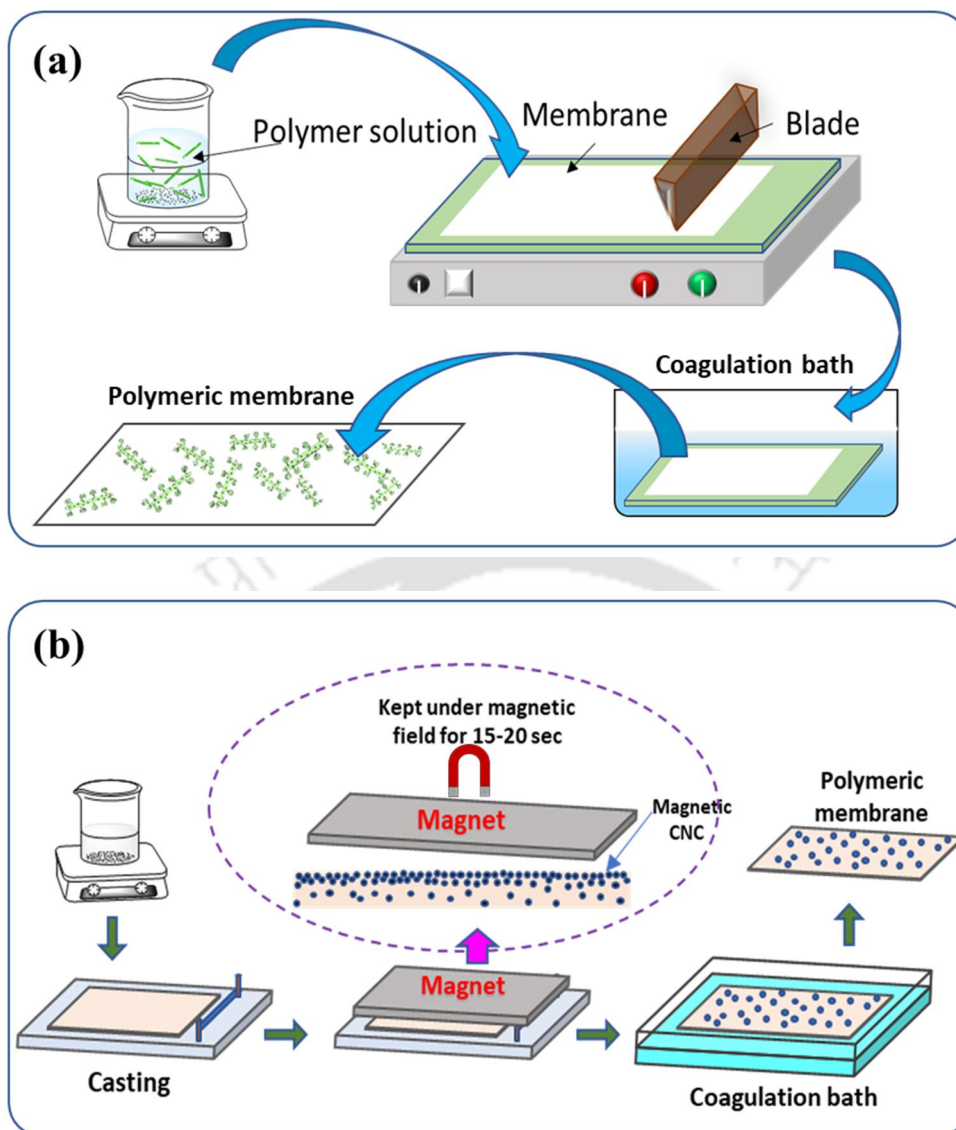 (a)
Polymer solution
Membrane
Blade
Coagulation bath
Polymeric membrane
(b)
Kept under magnetic
field for 15-20 sec
Magnet
Magnetic
CNC
Polymeric
membrane
Magnet
Casting
Coagulation bath